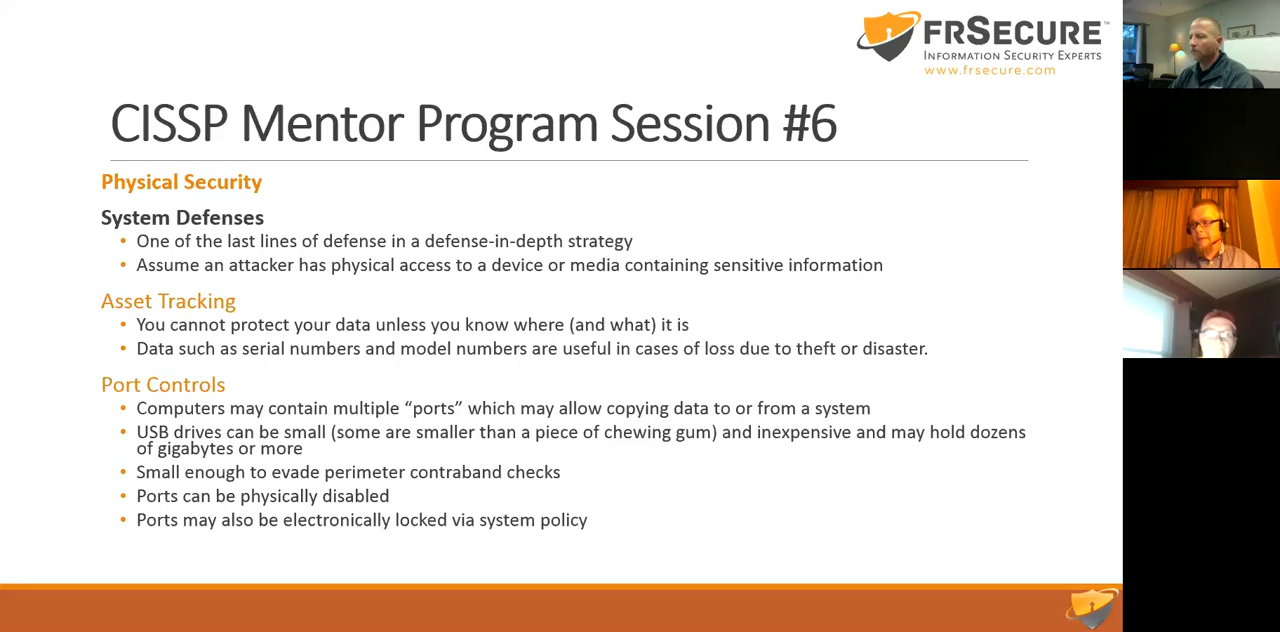 FRSECURE™
INFORMATION SECURITY EXPERTS
www.frsecure.com
CISSP Mentor Program Session #6
Physical Security
System Defenses
• One of the last lines of defense in a defense-in-depth strategy
• Assume an attacker has physical access to a device or media containing sensitive information
Asset Tracking
• You cannot protect your data unless you know where (and what) it is
• Data such as serial numbers and model numbers are useful in cases of loss due to theft or disaster.
Port Controls
• Computers may contain multiple “ports” which may allow copying data to or from a system
• USB drives can be small (some are smaller than a piece of chewing gum) and inexpensive and may hold dozens
of gigabytes or more
• Small enough to evade perimeter contraband checks
• Ports can be physically disabled
• Ports may also be electronically locked via system policy